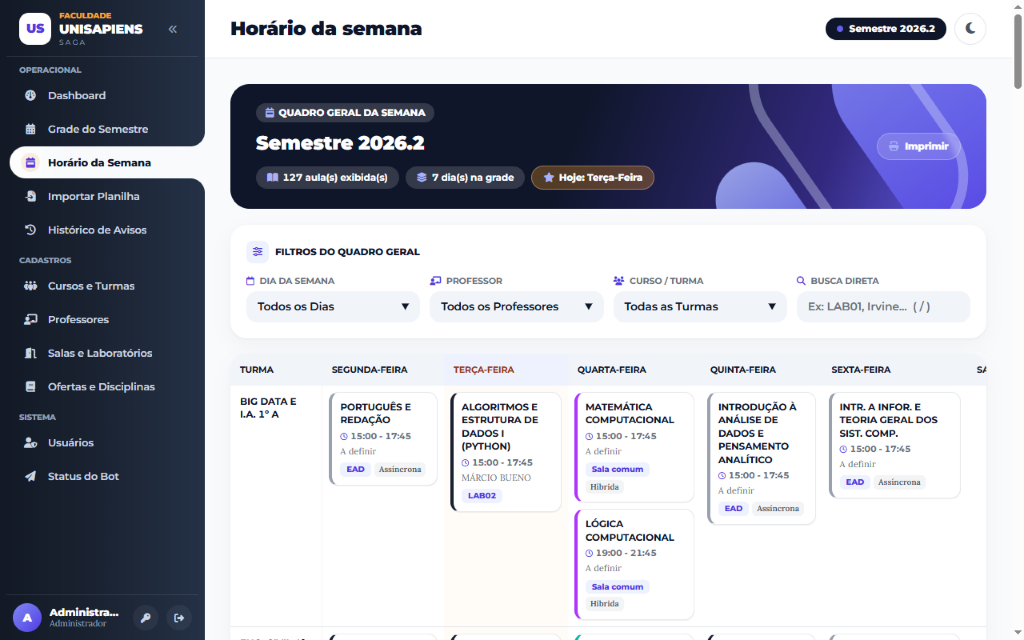 US
FACULDADE
UNISAPIENS
SAGA
OPERACIONAL
Dashboard
Grade do Semestre
Horário da Semana
Importar Planilha
Histórico de Avisos
CADASTROS
Cursos e Turmas
Professores
Salas e Laboratórios
Ofertas e Disciplinas
SISTEMA
Usuários
Status do Bot
A
Administra...
Administrador
Horário da semana
Semestre 2026.2
QUADRO GERAL DA SEMANA
Semestre 2026.2
127 aula(s) exibida(s)
7 dia(s) na grade
Hoje: Terça-Feira
Imprimir
FILTROS DO QUADRO GERAL
DIA DA SEMANA
Todos os Dias
PROFESSOR
Todos os Professores
CURSO / TURMA
Todas as Turmas
BUSCA DIRETA
Ex: LAB01, Irvine... ( / )
TURMA
SEGUNDA-FEIRA
TERÇA-FEIRA
QUARTA-FEIRA
QUINTA-FEIRA
SEXTA-FEIRA
BIG DATA E
I.A. 1º A
PORTUGUÊS E
REDAÇÃO
15:00 - 17:45
A definir
EAD Assíncrona
ALGORITMOS E
ESTRUTURA DE
DADOS I
(PYTHON)
15:00 - 17:45
MÁRCIO BUENO
LAB02
MATEMÁTICA
COMPUTACIONAL
15:00 - 17:45
A definir
Sala comum
Híbrida
LÓGICA
COMPUTACIONAL
19:00 - 21:45
A definir
Sala comum
Híbrida
INTRODUÇÃO À
ANÁLISE DE
DADOS E
PENSAMENTO
ANALÍTICO
15:00 - 17:45
A definir
EAD Assíncrona
INTR. A INFOR. E
TEORIA GERAL DOS
SIST. COMP.
15:00 - 17:45
A definir
EAD Assíncrona